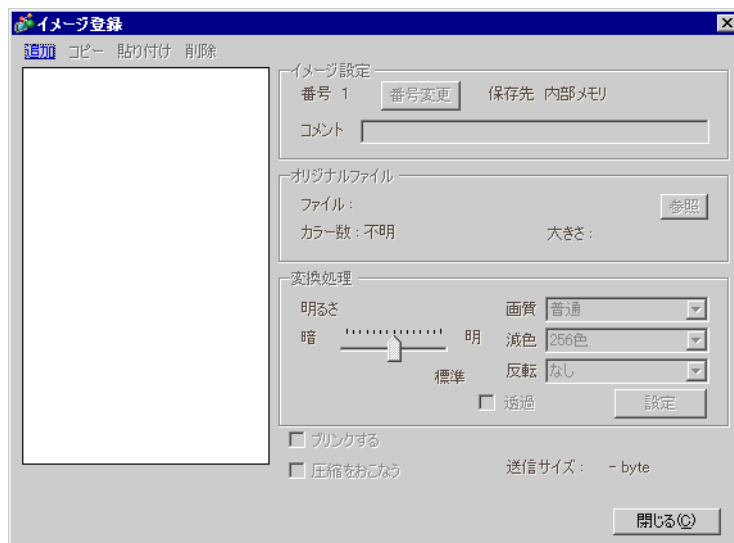 イメージ登録
追加 コピー 貼り付け 削除
イメージ設定
番号 1 番号変更 保存先 内部メモリ
コメント
オリジナルファイル
ファイル :
参照
カラー数 : 不明 大きさ :
変換処理
明るさ
画質 普通
暗 明
減色 256色
標準
反転 なし
透過 設定
ブリンクする
圧縮をおこなう
送信サイズ : - byte
閉じる(C)